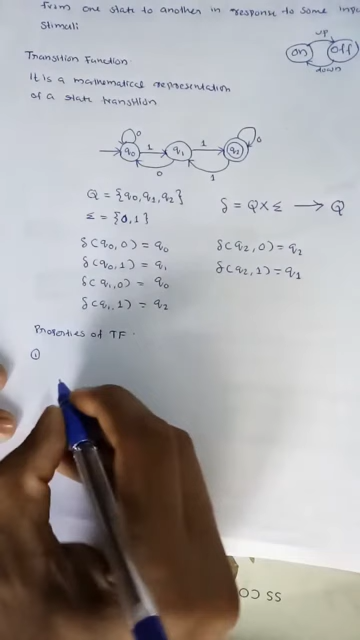 from one state to another in response to some inpu
stimuli
up
on
off
down
Transition Function
It is a mathematical representation
of a state transition
0
0
q0
1
q1
1
q2
0
1
Q = {q0,q1,q2}
Σ = {0,1}
δ = Q×Σ → Q
δ(q0,0) = q0
δ(q0,1) = q1
δ(q1,0) = q0
δ(q1,1) = q2
δ(q2,0) = q2
δ(q2,1) = q1
Properties of TF.
①
SS CO